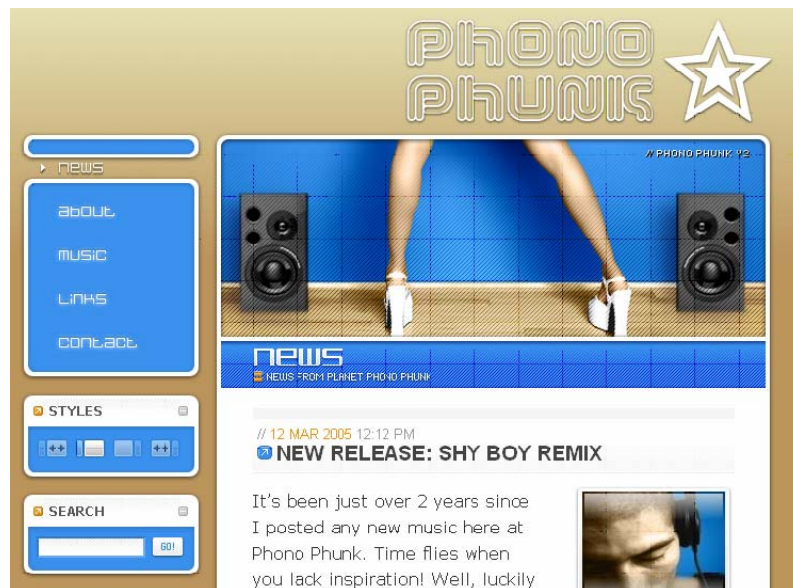 PHONO
PHUNK
// PHONO PHUNK V2
news
about
music
Links
contact
news
NEWS FROM PLANET PHONO PHUNK
STYLES
++
++
SEARCH
GO!
// 12 MAR 2005 12:12 PM
NEW RELEASE: SHY BOY REMIX
It's been just over 2 years since
I posted any new music here at
Phono Phunk. Time flies when
you lack inspiration! Well, luckily